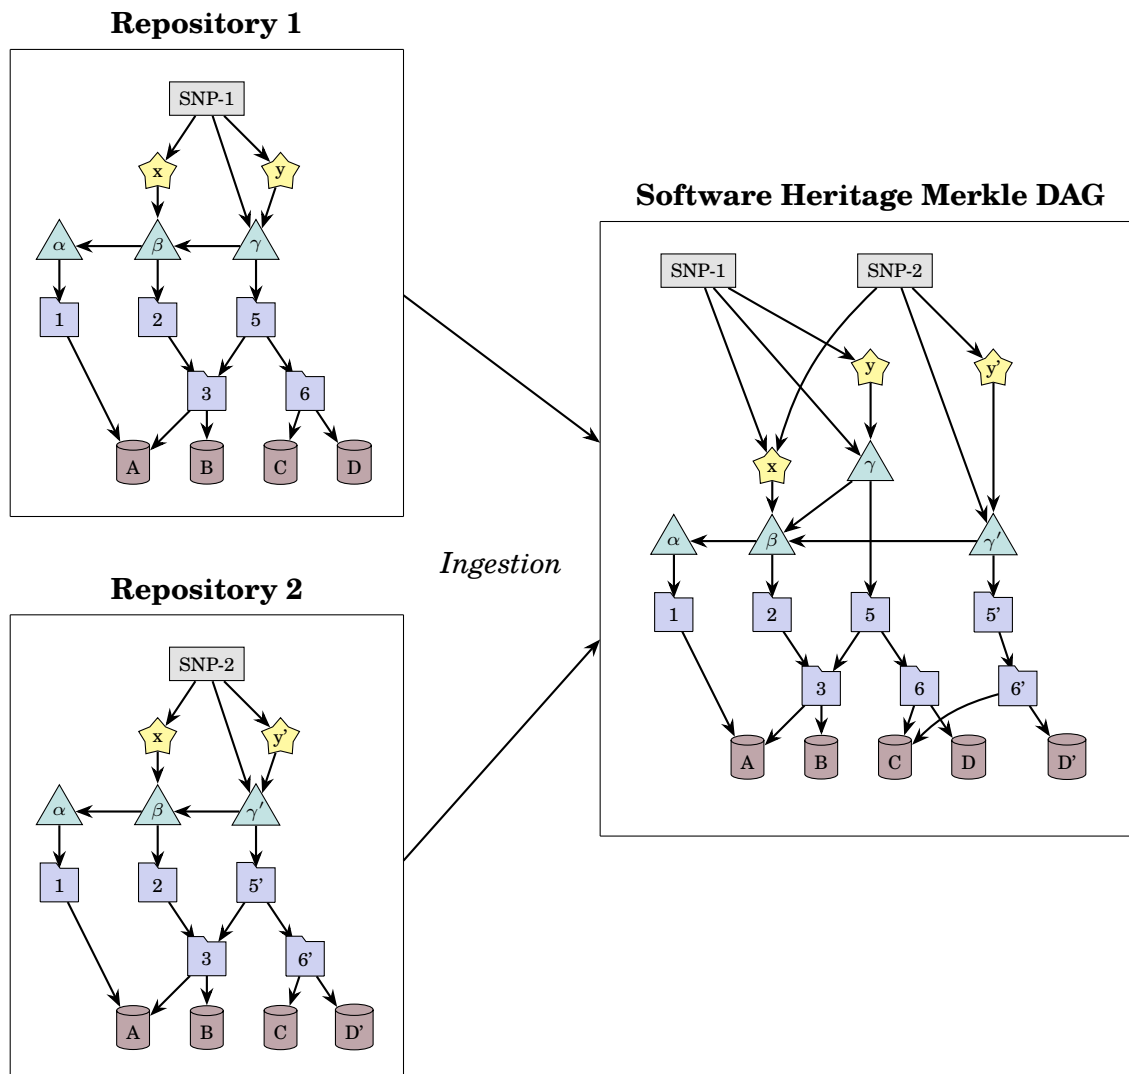 Repository 1
SNP-1
x y
α β γ
1 2 5
3 6
A B C D
Repository 2
SNP-2
x y'
α β γ′
1 2 5'
3 6'
A B C D'
Ingestion
Software Heritage Merkle DAG
SNP-1 SNP-2
y y'
x γ
α β γ′
1 2 5 5'
3 6 6'
A B C D D'